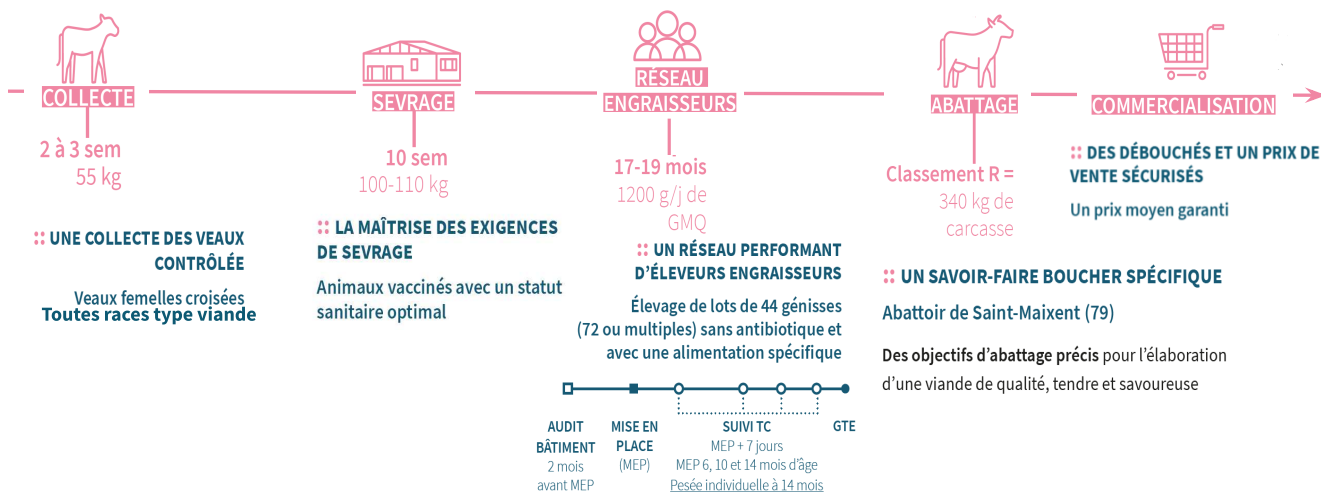 COLLECTE
2 à 3 sem
55 kg
:: UNE COLLECTE DES VEAUX
CONTRÔLÉE
Veaux femelles croisées
Toutes races type viande
SEVRAGE
10 sem
100-110 kg
:: LA MAÎTRISE DES EXIGENCES
DE SEVRAGE
Animaux vaccinés avec un statut
sanitaire optimal
RÉSEAU
ENGRAISSEURS
17-19 mois
1200 g/j de
GMQ
:: UN RÉSEAU PERFORMANT
D'ÉLEVEURS ENGRAISSEURS
Élevage de lots de 44 génisses
(72 ou multiples) sans antibiotique et
avec une alimentation spécifique
AUDIT
BÂTIMENT
2 mois
avant MEP
MISE EN
PLACE
(MEP)
SUIVI TC
MEP + 7 jours
MEP 6, 10 et 14 mois d'âge
Pesée individuelle à 14 mois
GTE
ABATTAGE
Classement R =
340 kg de
carcasse
:: UN SAVOIR-FAIRE BOUCHER SPÉCIFIQUE
Abattoir de Saint-Maixent (79)
Des objectifs d'abattage précis pour l'élaboration
d'une viande de qualité, tendre et savoureuse
COMMERCIALISATION
:: DES DÉBOUCHÉS ET UN PRIX DE
VENTE SÉCURISÉS
Un prix moyen garanti